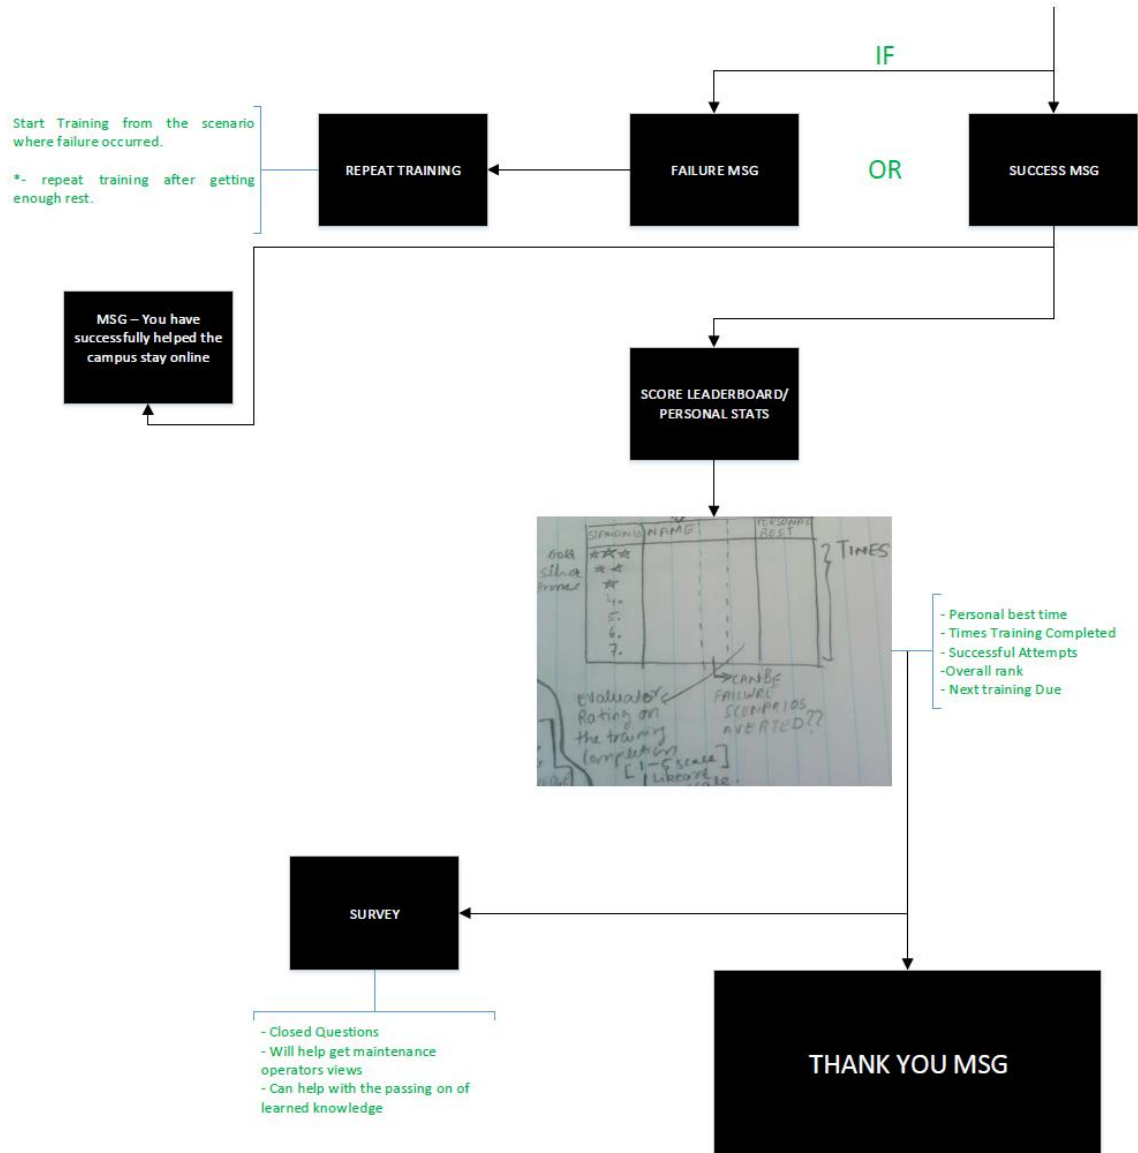 IF
Start Training from the scenario
where failure occurred.
*- repeat training after getting
enough rest.
REPEAT TRAINING
FAILURE MSG
OR
SUCCESS MSG
MSG – You have
successfully helped the
campus stay online
SCORE LEADERBOARD/
PERSONAL STATS
STANDING NAME PERSONAL
BEST
TIMES
4.
5.
6.
7.
Evaluator
Rating on
the training
completion
[1-5 scale]
CAN BE
FAILURE
SCENARIOS
AVERTED??
- Personal best time
- Times Training Completed
- Successful Attempts
-Overall rank
- Next training Due
SURVEY
- Closed Questions
- Will help get maintenance
operators views
- Can help with the passing on of
learned knowledge
THANK YOU MSG